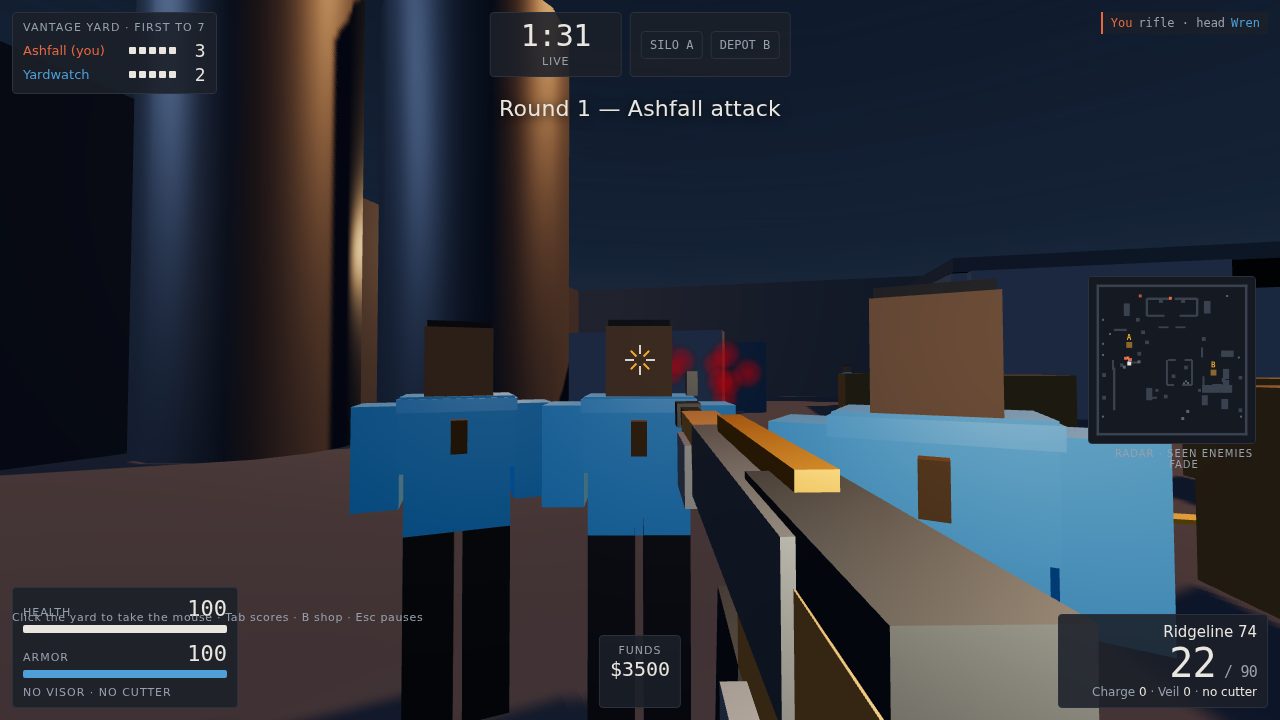 VANTAGE YARD · FIRST TO 7
Ashfall (you) 3
Yardwatch 2
1:31
LIVE
SILO A
DEPOT B
You rifle · head Wren
Round 1 — Ashfall attack
A
B
RADAR · SEEN ENEMIES
FADE
HEALTH 100
Click the yard to take the mouse · Tab scores · B shop · Esc pauses
ARMOR 100
NO VISOR · NO CUTTER
FUNDS
$3500
Ridgeline 74
22 / 90
Charge 0 · Veil 0 · no cutter